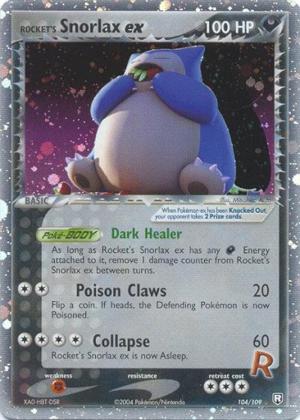 ROCKET'S Snorlax ex 100 HP
BASIC
When Pokémon-ex has been Knocked Out,
your opponent takes 2 Prize cards.
Poké-BODY Dark Healer
As long as Rocket's Snorlax ex has any Energy
attached to it, remove 1 damage counter from Rocket's
Snorlax ex between turns.
Poison Claws 20
Flip a coin. If heads, the Defending Pokémon is now
Poisoned.
Collapse 60
Rocket's Snorlax ex is now Asleep.
R
weakness resistance retreat cost
©2004 Pokémon/Nintendo 104/109 R